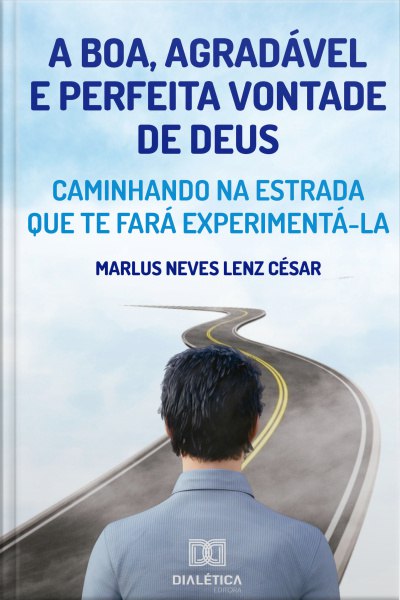 A BOA, AGRADÁVEL
E PERFEITA VONTADE
DE DEUS
CAMINHANDO NA ESTRADA
QUE TE FARÁ EXPERIMENTÁ-LA
MARLUS NEVES LENZ CÉSAR
DIALÉTICA
EDITORA